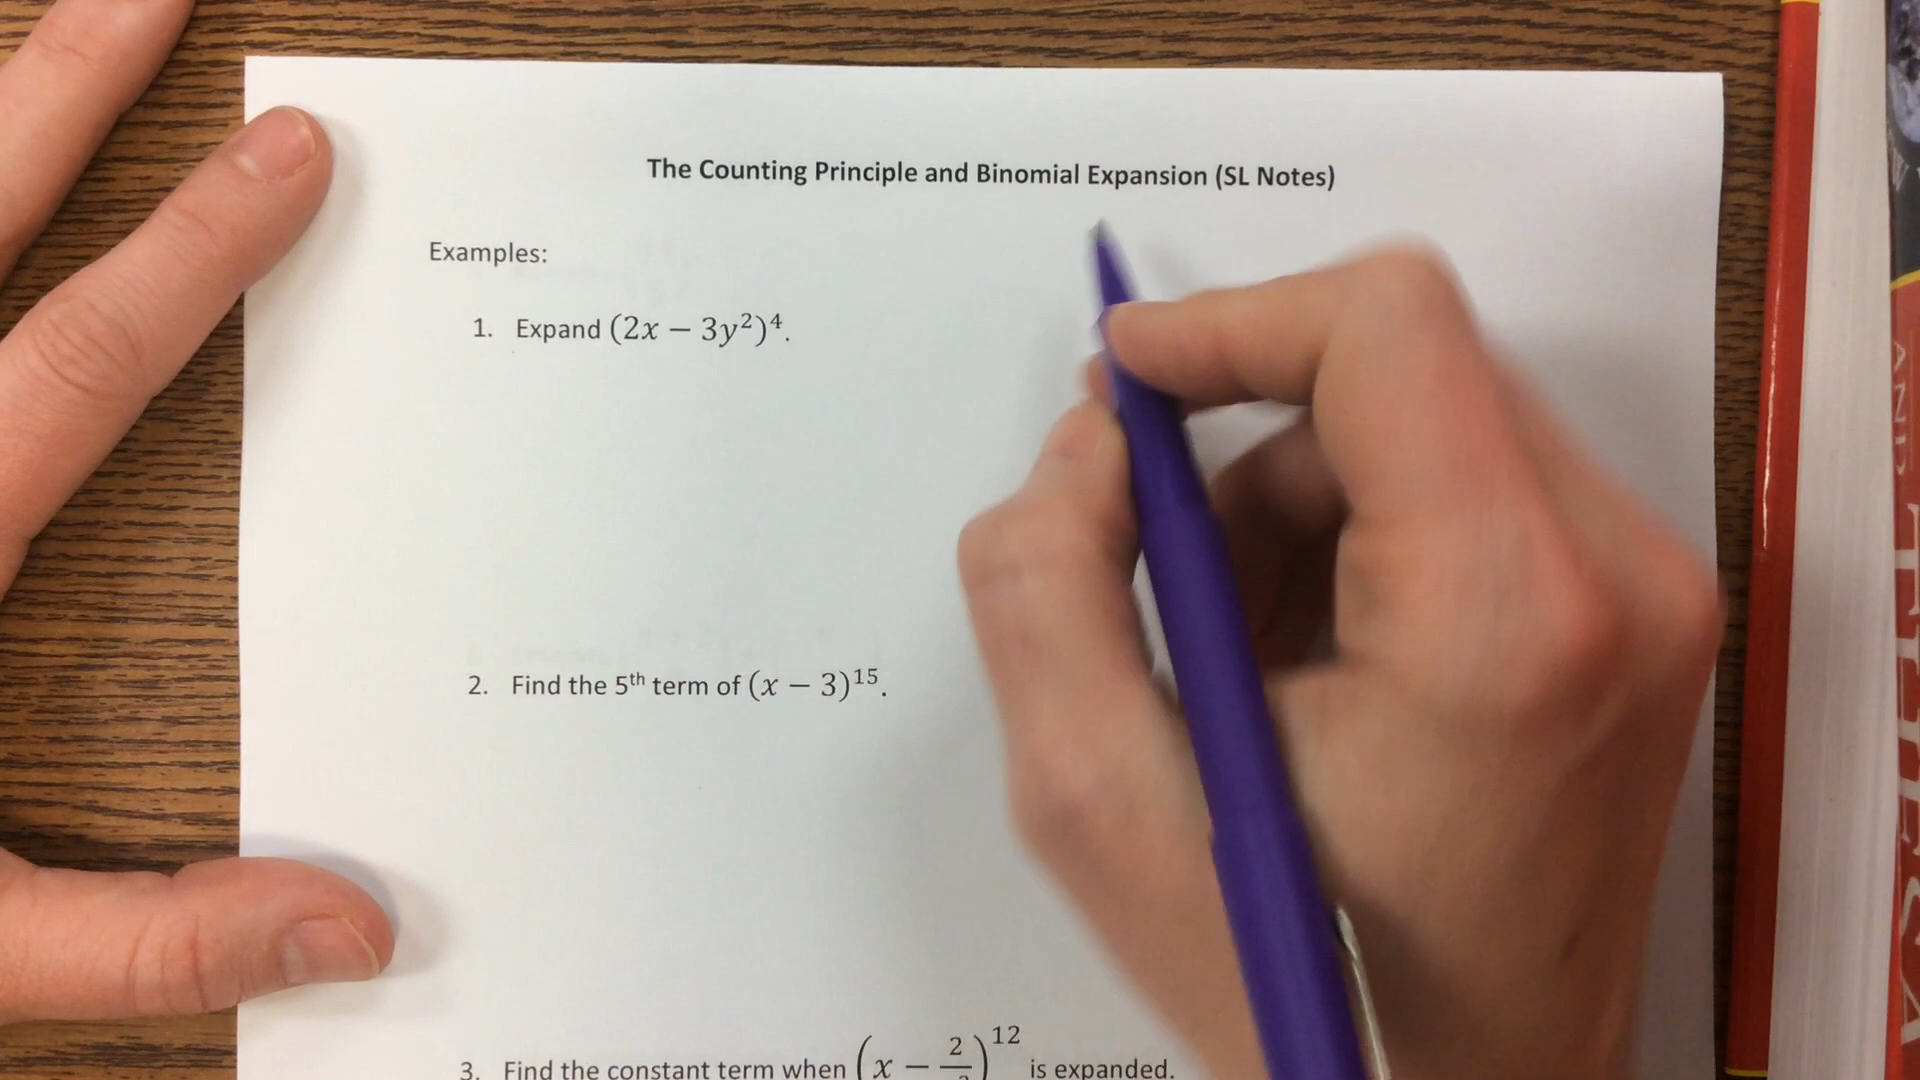 The Counting Principle and Binomial Expansion (SL Notes)
Examples:
1. Expand (2x − 3y²)⁴.
2. Find the 5ᵗʰ term of (x − 3)¹⁵.
3. Find the constant term when (x − 2/ )¹² is expanded.
AND